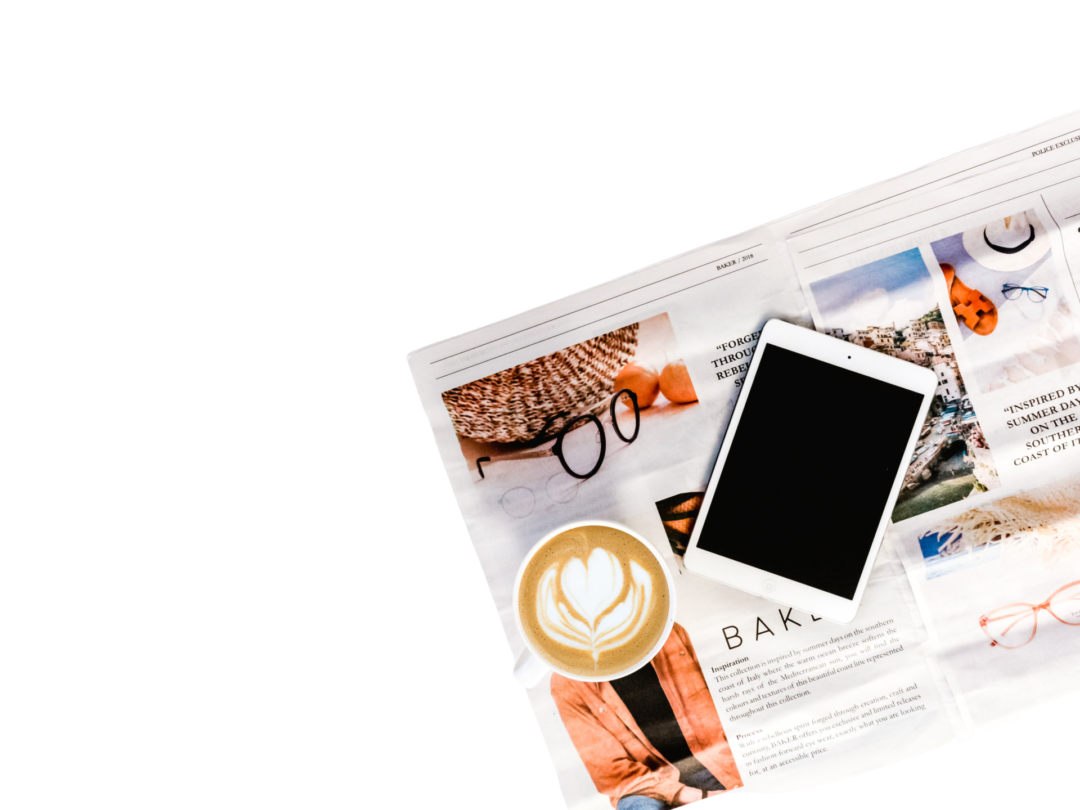 BAKER / 2018
POLICE
"FORGE
THROU
REBEL
"INSPIRED BY
SUMMER DAY
ON THE
SOUTHER
COAST OF IT
BAKE
Inspiration
This collection is inspired by summer days on the southern
coast of Italy where the warm ocean breeze softens the
harsh rays of the Mediterranean sun, you will find the
colours and textures of this beautiful coast line represented
throughout this collection.
Process
With a rebellious spirit forged through creation, craft and
curiosity, BAKER offers you exclusive and limited releases
in fashion-forward eye wear, exactly what you are looking
for, at an accessible price.